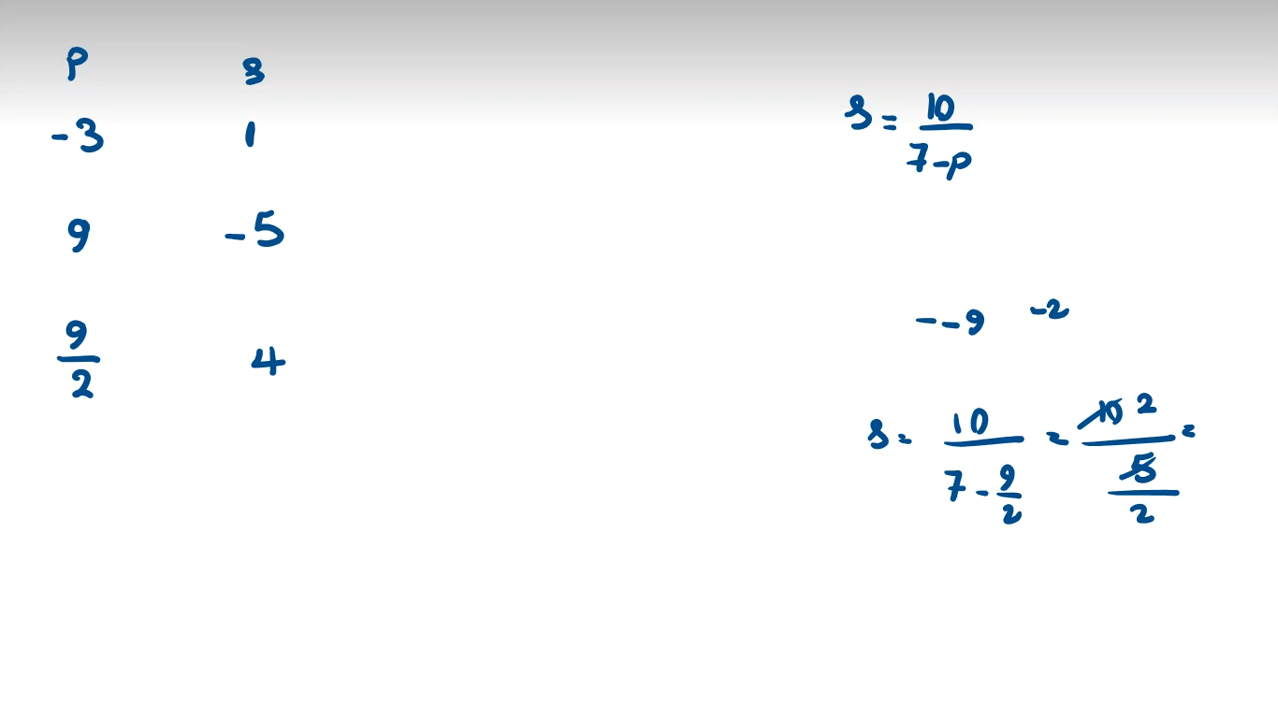 p s
-3 1
9 -5
9/2 4
s = 10/(7-p)
--9 -2
s = 10/(7 - 9/2) = 10 2/(5/2) =